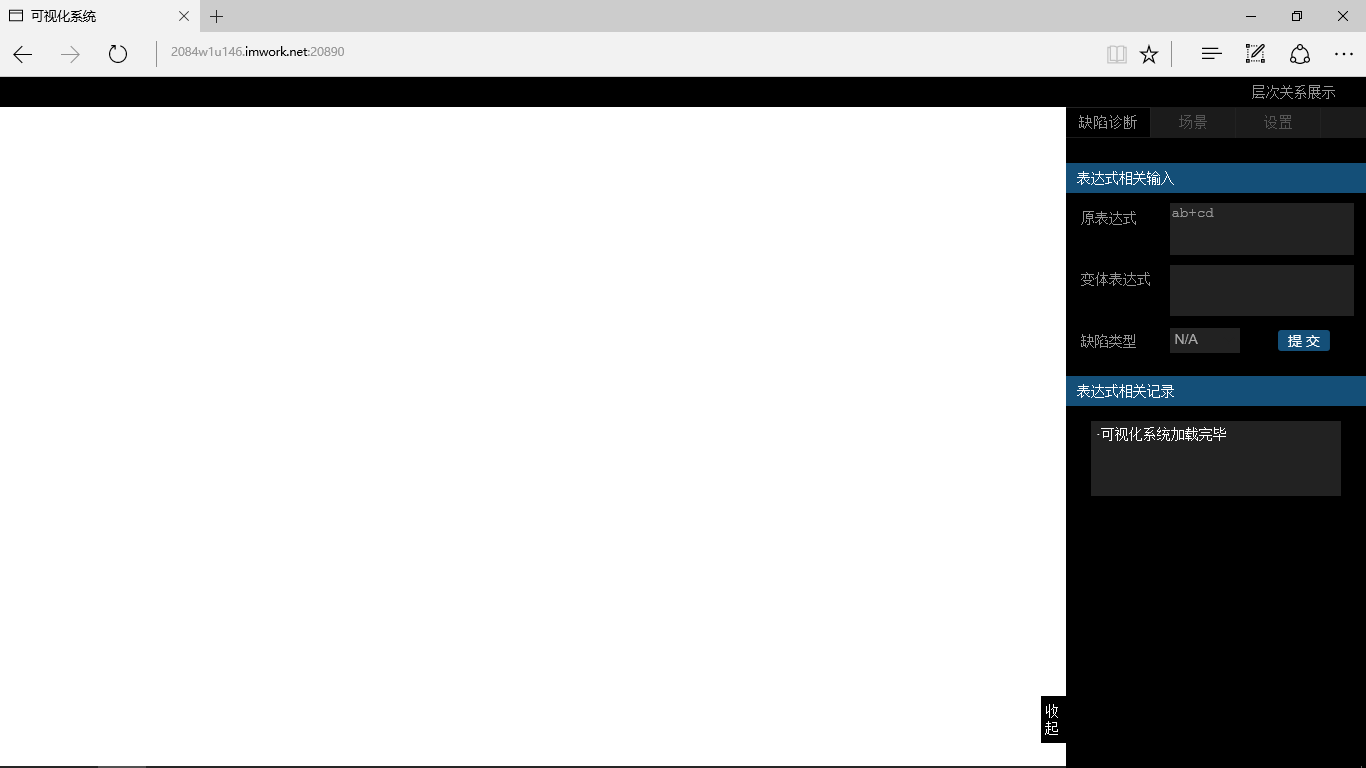 可视化系统
2084w1u146.imwork.net:20890
层次关系展示
缺陷诊断 场景 设置
表达式相关输入
原表达式 ab+cd
变体表达式
缺陷类型 N/A 提 交
表达式相关记录
-可视化系统加载完毕
收
起